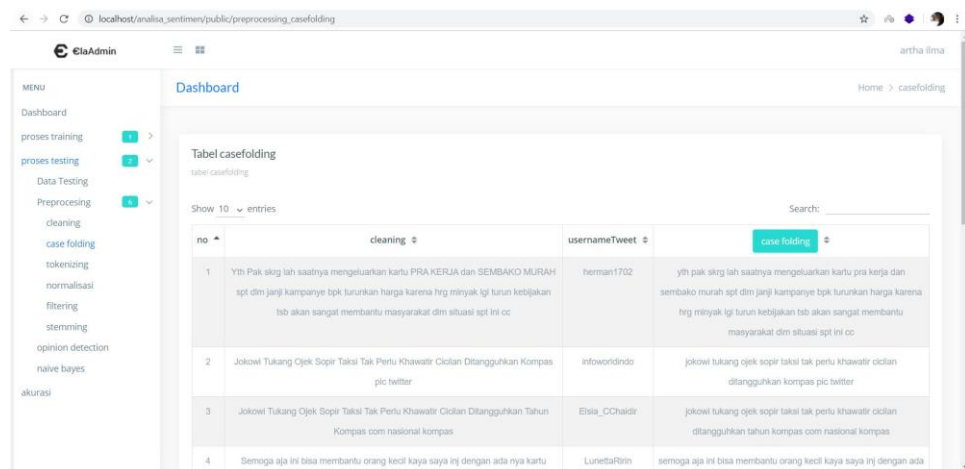 localhost/analisa_sentimen/public/preprocessing_casefolding
ElaAdmin
artha ilma
MENU
Dashboard
Home > casefolding
Dashboard
proses training 1
proses testing 2
Data Testing
Preprocesing 6
cleaning
case folding
tokenizing
normalisasi
filtering
stemming
opinion detection
naive bayes
akurasi
Tabel casefolding
tabel casefolding
Show 10 entries
Search:
no cleaning usernameTweet case folding
1 Yth Pak skrg lah saatnya mengeluarkan kartu PRA KERJA dan SEMBAKO MURAH
spt dlm janji kampanye bpk turunkan harga karena hrg minyak lgi turun kebijakan
tsb akan sangat membantu masyarakat dlm situasi spt ini cc
herman1702
yth pak skrg lah saatnya mengeluarkan kartu pra kerja dan
sembako murah spt dlm janji kampanye bpk turunkan harga karena
hrg minyak lgi turun kebijakan tsb akan sangat membantu
masyarakat dlm situasi spt ini cc
2 Jokowi Tukang Ojek Sopir Taksi Tak Perlu Khawatir Cicilan Ditangguhkan Kompas
pic twitter
infoworldindo
jokowi tukang ojek sopir taksi tak perlu khawatir cicilan
ditangguhkan kompas pic twitter
3 Jokowi Tukang Ojek Sopir Taksi Tak Perlu Khawatir Cicilan Ditangguhkan Tahun
Kompas com nasional kompas
Elsia_CChaidir
jokowi tukang ojek sopir taksi tak perlu khawatir cicilan
ditangguhkan tahun kompas com nasional kompas
4 Semoga aja ini bisa membantu orang kecil kaya saya inj dengan ada nya kartu
LunettaRirin
semoga aja ini bisa membantu orang kecil kaya saya inj dengan ada